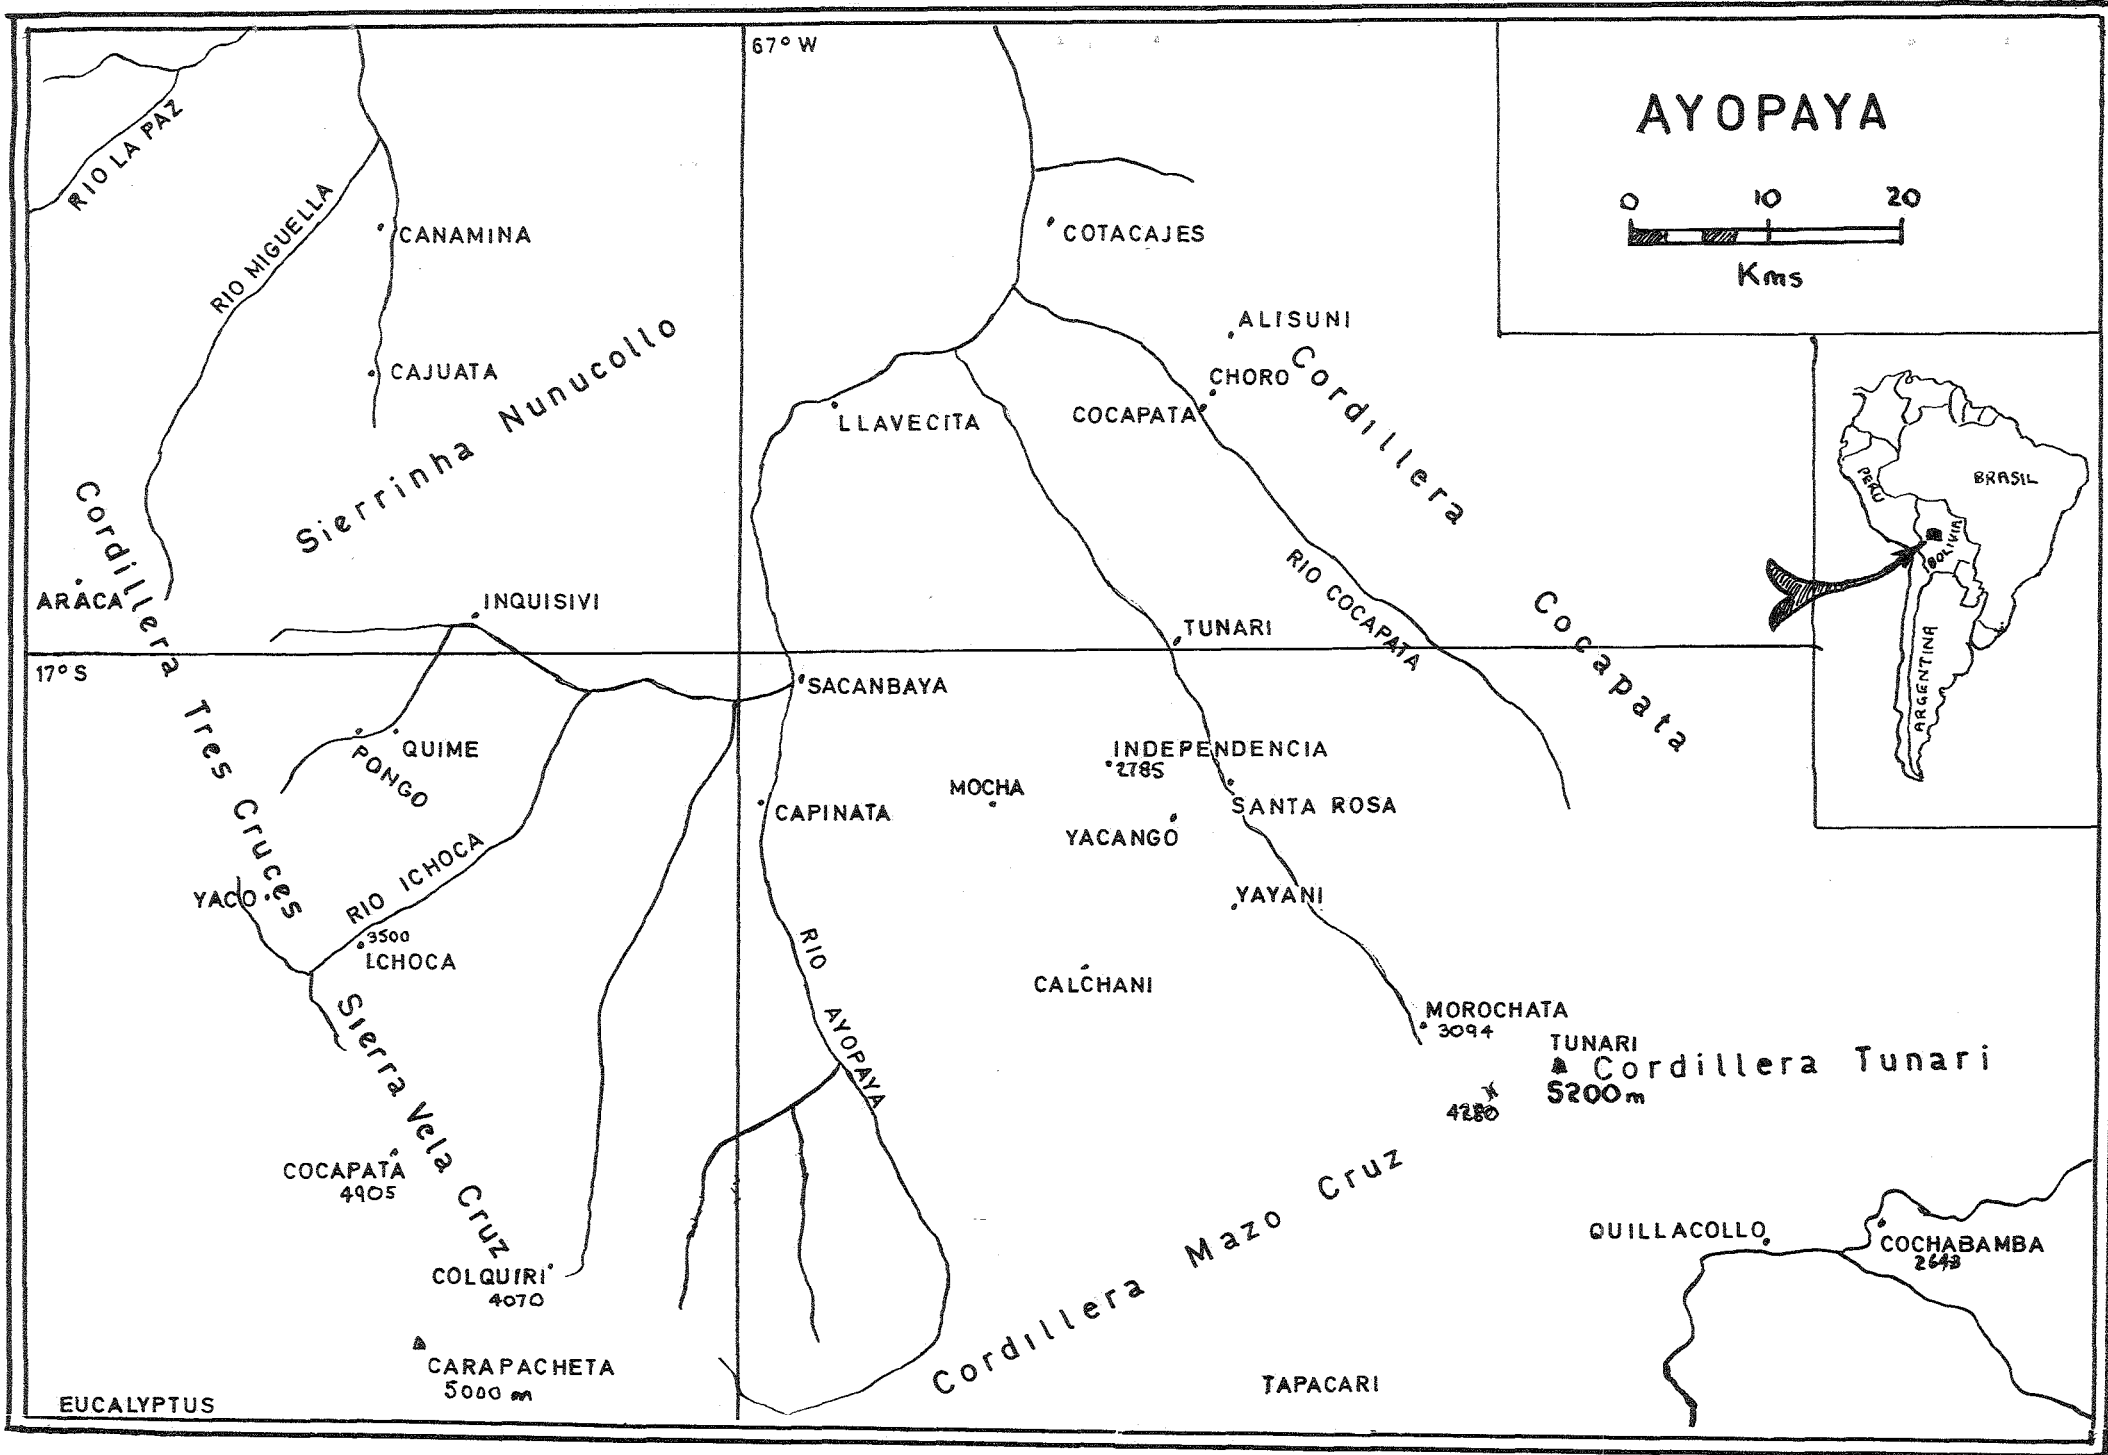 67° W
AYOPAYA
0 10 20
Kms
RIO LA PAZ
RIO MIGUELLA
CANAMINA
COTACAJES
ALISUNI
CAJUATA
CHORO
LLAVECITA
COCAPATA
Sierrinha Nunucollo
Cordillera Cocapata
PERU
BRASIL
BOLIVIA
ARGENTINA
ARACA
INQUISIVI
Cordillera Tres Cruces
TUNARI
RIO COCAPATA
17° S
SACANBAYA
QUIME
PONGO
INDEPENDENCIA
2785
MOCHA
CAPINATA
SANTA ROSA
YACANGO
RIO ICHOCA
YACO
YAYANI
3500
ICHOCA
RIO AYOPAYA
CALCHANI
MOROCHATA
3094
TUNARI
5200 m
Cordillera Tunari
4280
Sierra Vela Cruz
COCAPATA
4905
Cordillera Mazo Cruz
QUILLACOLLO
COCHABAMBA
COLQUIRI
4070
CARAPACHETA
5000 m
TAPACARI
EUCALYPTUS